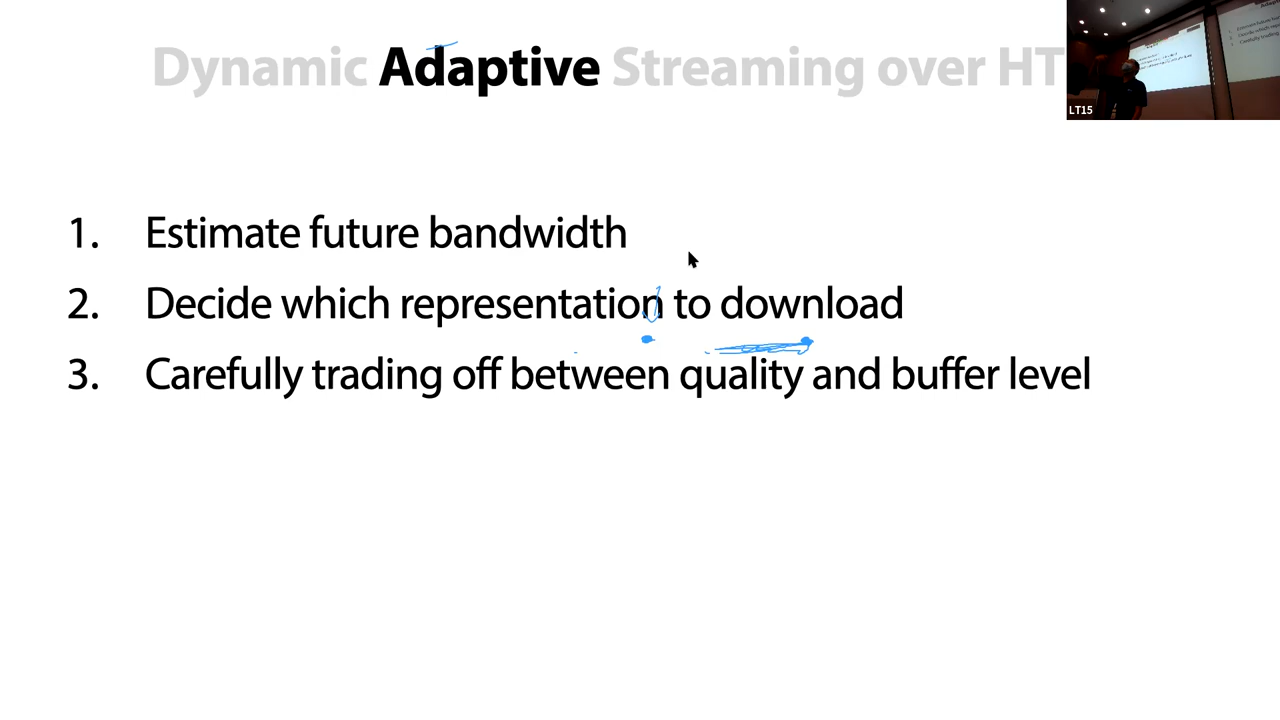 Dynamic Adaptive Streaming over HT
LT15
1. Estimate future bandwidth
2. Decide which representation to download
3. Carefully trading off between quality and buffer level